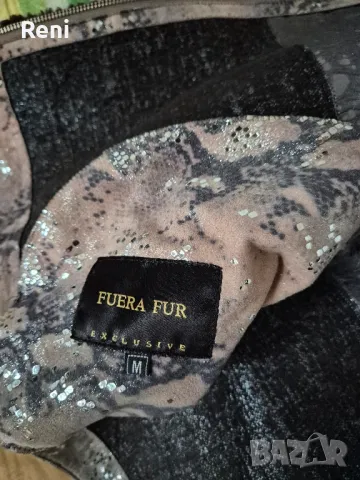 Reni
FUERA FUR
EXCLUSIVE
M
BAZAR